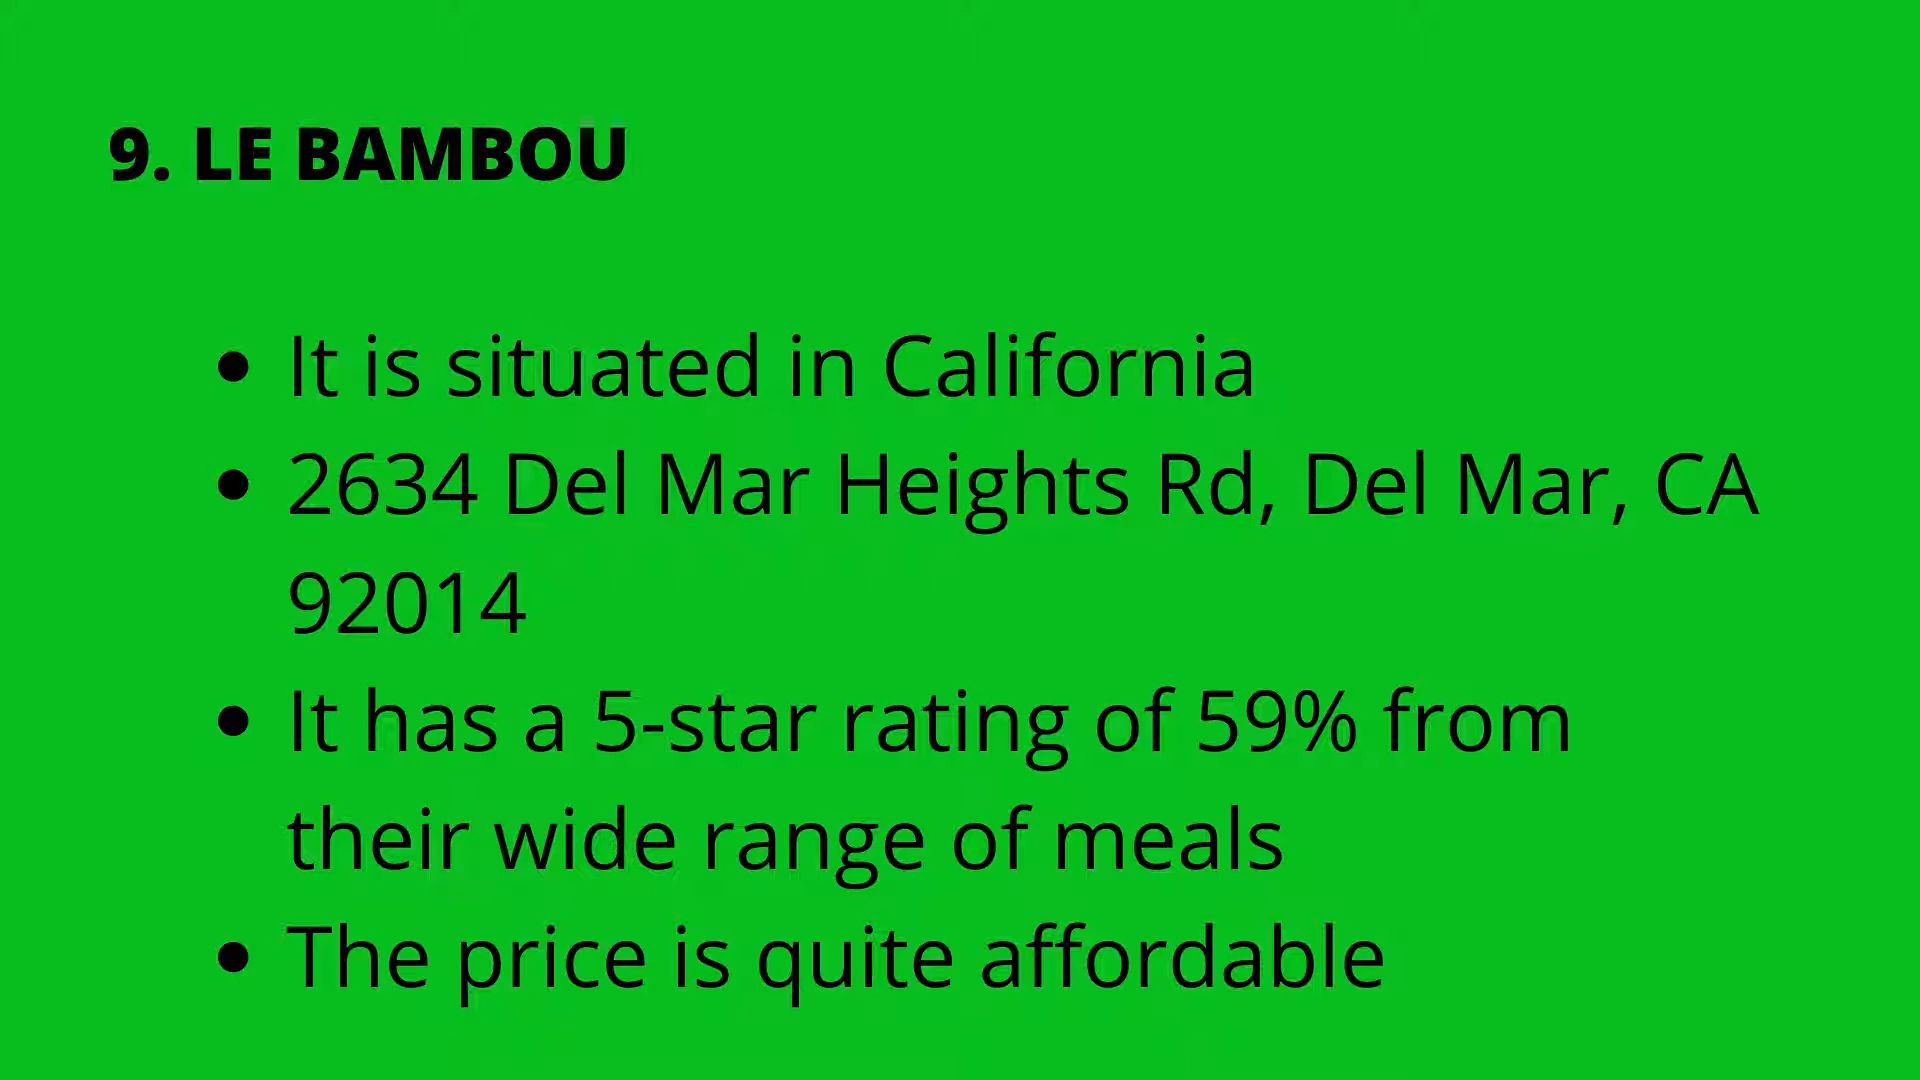 9. LE BAMBOU
• It is situated in California
• 2634 Del Mar Heights Rd, Del Mar, CA
92014
• It has a 5-star rating of 59% from
their wide range of meals
• The price is quite affordable